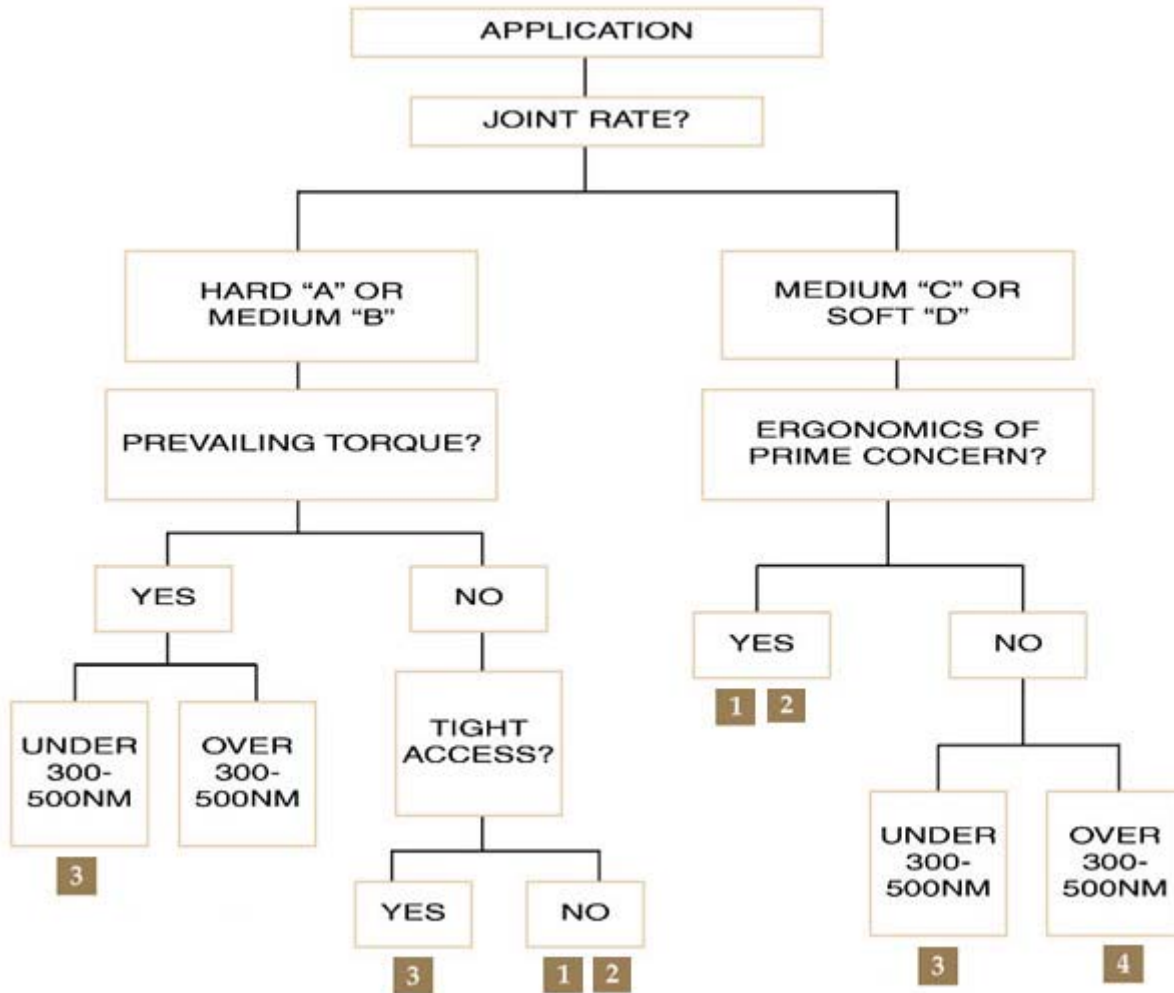 APPLICATION
JOINT RATE?
HARD “A” OR
MEDIUM “B”
MEDIUM “C” OR
SOFT “D”
PREVAILING TORQUE?
ERGONOMICS OF
PRIME CONCERN?
YES
NO
YES
NO
1 2
UNDER
300-
500NM
OVER
300-
500NM
TIGHT
ACCESS?
UNDER
300-
500NM
OVER
300-
500NM
3
YES
NO
3
1 2
3
4